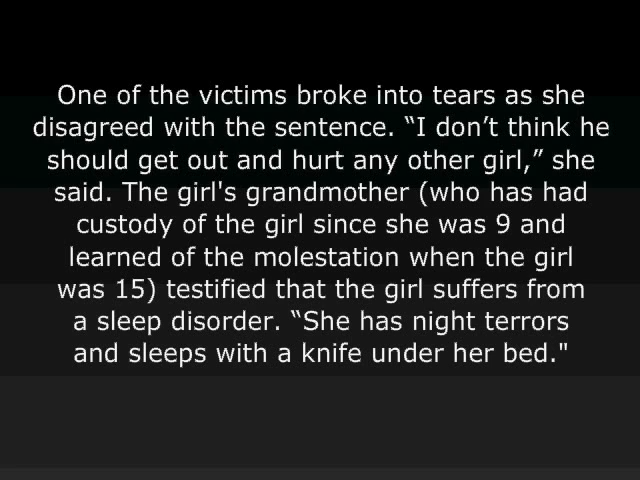 One of the victims broke into tears as she
disagreed with the sentence. “I don’t think he
should get out and hurt any other girl,” she
said. The girl's grandmother (who has had
custody of the girl since she was 9 and
learned of the molestation when the girl
was 15) testified that the girl suffers from
a sleep disorder. “She has night terrors
and sleeps with a knife under her bed."